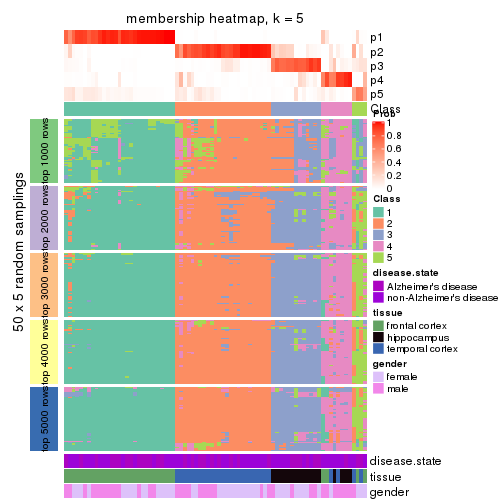 membership heatmap, k = 5
p1
p2
p3
p4
p5
Class
50 x 5 random samplings
top 1000 rows
top 2000 rows
top 3000 rows
top 4000 rows
top 5000 rows
Prob
1
0.8
0.6
0.4
0.2
0
Class
1
2
3
4
5
disease.state
Alzheimer's disease
non-Alzheimer's disease
tissue
frontal cortex
hippocampus
temporal cortex
gender
female
male
disease.state
tissue
gender